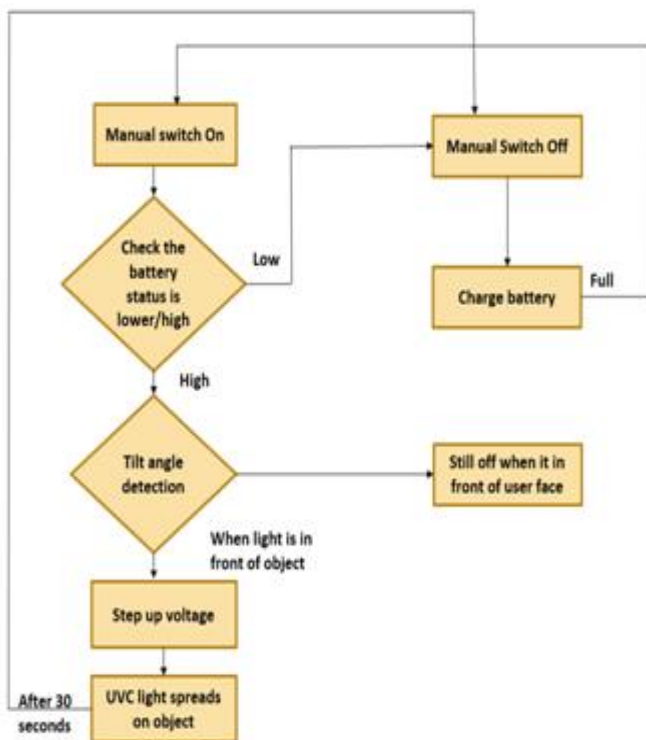 Manual switch On
Manual Switch Off
Check the
battery
status is
lower/high
Low
Charge battery
Full
High
Tilt angle
detection
Still off when it in
front of user face
When light is in
front of object
Step up voltage
UVC light spreads
on object
After 30
seconds